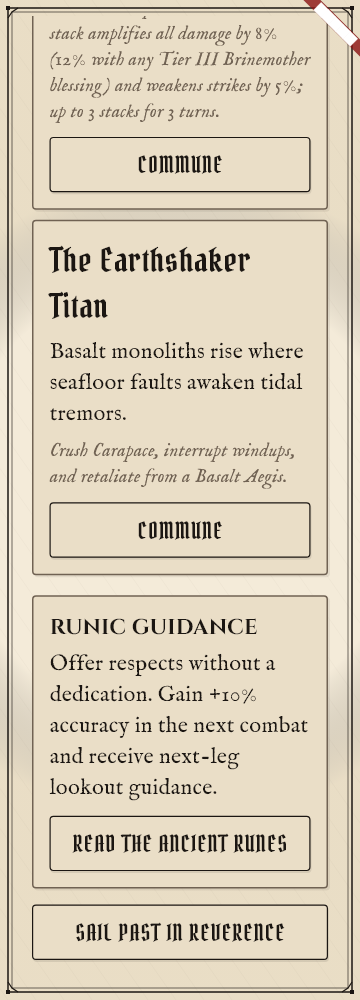 stack amplifies all damage by 8%
(12% with any Tier III Brinemother
blessing) and weakens strikes by 5%;
up to 3 stacks for 3 turns.
COMMUNE
The Earthshaker
Titan
Basalt monoliths rise where
seafloor faults awaken tidal
tremors.
Crush Carapace, interrupt windups,
and retaliate from a Basalt Aegis.
COMMUNE
RUNIC GUIDANCE
Offer respects without a
dedication. Gain +10%
accuracy in the next combat
and receive next-leg
lookout guidance.
READ THE ANCIENT RUNES
SAIL PAST IN REVERENCE